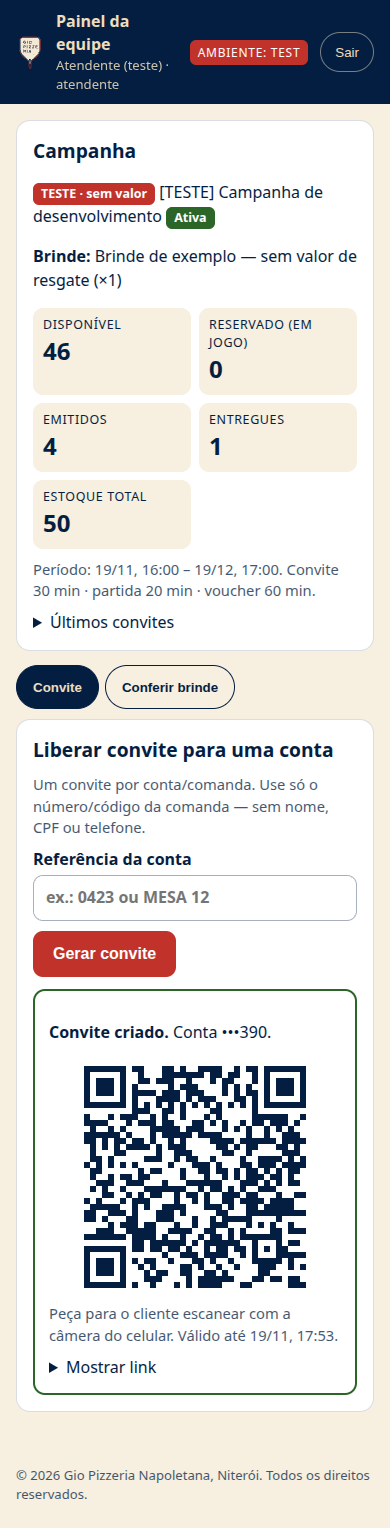 GIO
PIZZE
RIA
Painel da
equipe
Atendente (teste) ·
atendente
AMBIENTE: TEST
Sair
Campanha
TESTE · sem valor [TESTE] Campanha de
desenvolvimento Ativa
Brinde: Brinde de exemplo — sem valor de
resgate (×1)
DISPONÍVEL
46
RESERVADO (EM
JOGO)
0
EMITIDOS
4
ENTREGUES
1
ESTOQUE TOTAL
50
Período: 19/11, 16:00 – 19/12, 17:00. Convite
30 min · partida 20 min · voucher 60 min.
Últimos convites
Convite
Conferir brinde
Liberar convite para uma conta
Um convite por conta/comanda. Use só o
número/código da comanda — sem nome,
CPF ou telefone.
Referência da conta
ex.: 0423 ou MESA 12
Gerar convite
Convite criado. Conta •••390.
Peça para o cliente escanear com a
câmera do celular. Válido até 19/11, 17:53.
Mostrar link
© 2026 Gio Pizzeria Napoletana, Niterói. Todos os direitos
reservados.